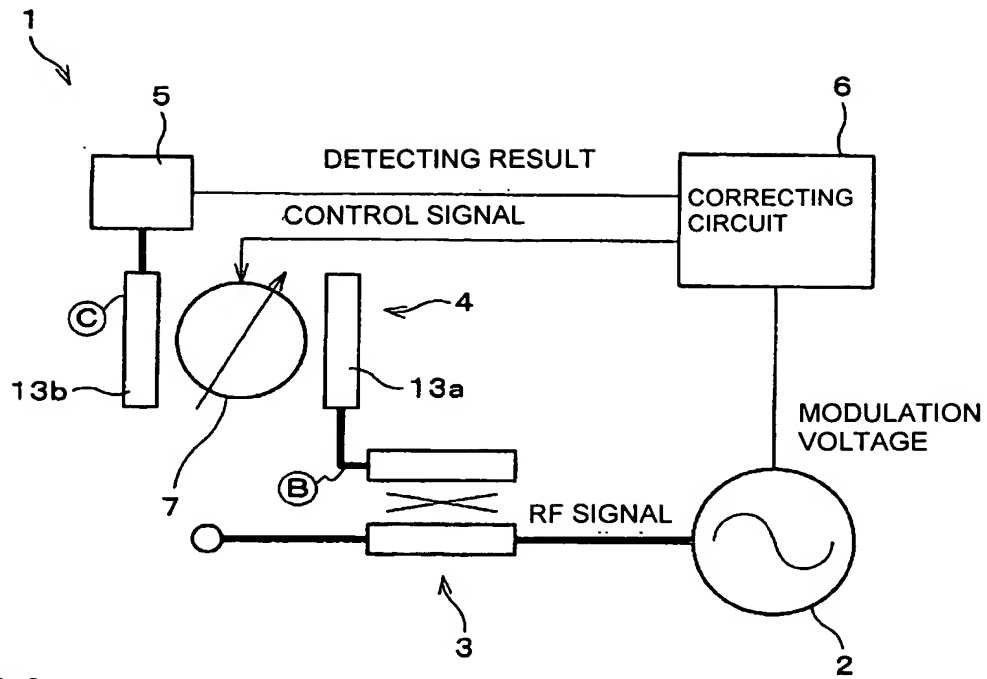 1
5
6
DETECTING RESULT
CORRECTING
CIRCUIT
CONTROL SIGNAL
C
4
13b
13a
MODULATION
VOLTAGE
B
7
RF SIGNAL
3
2